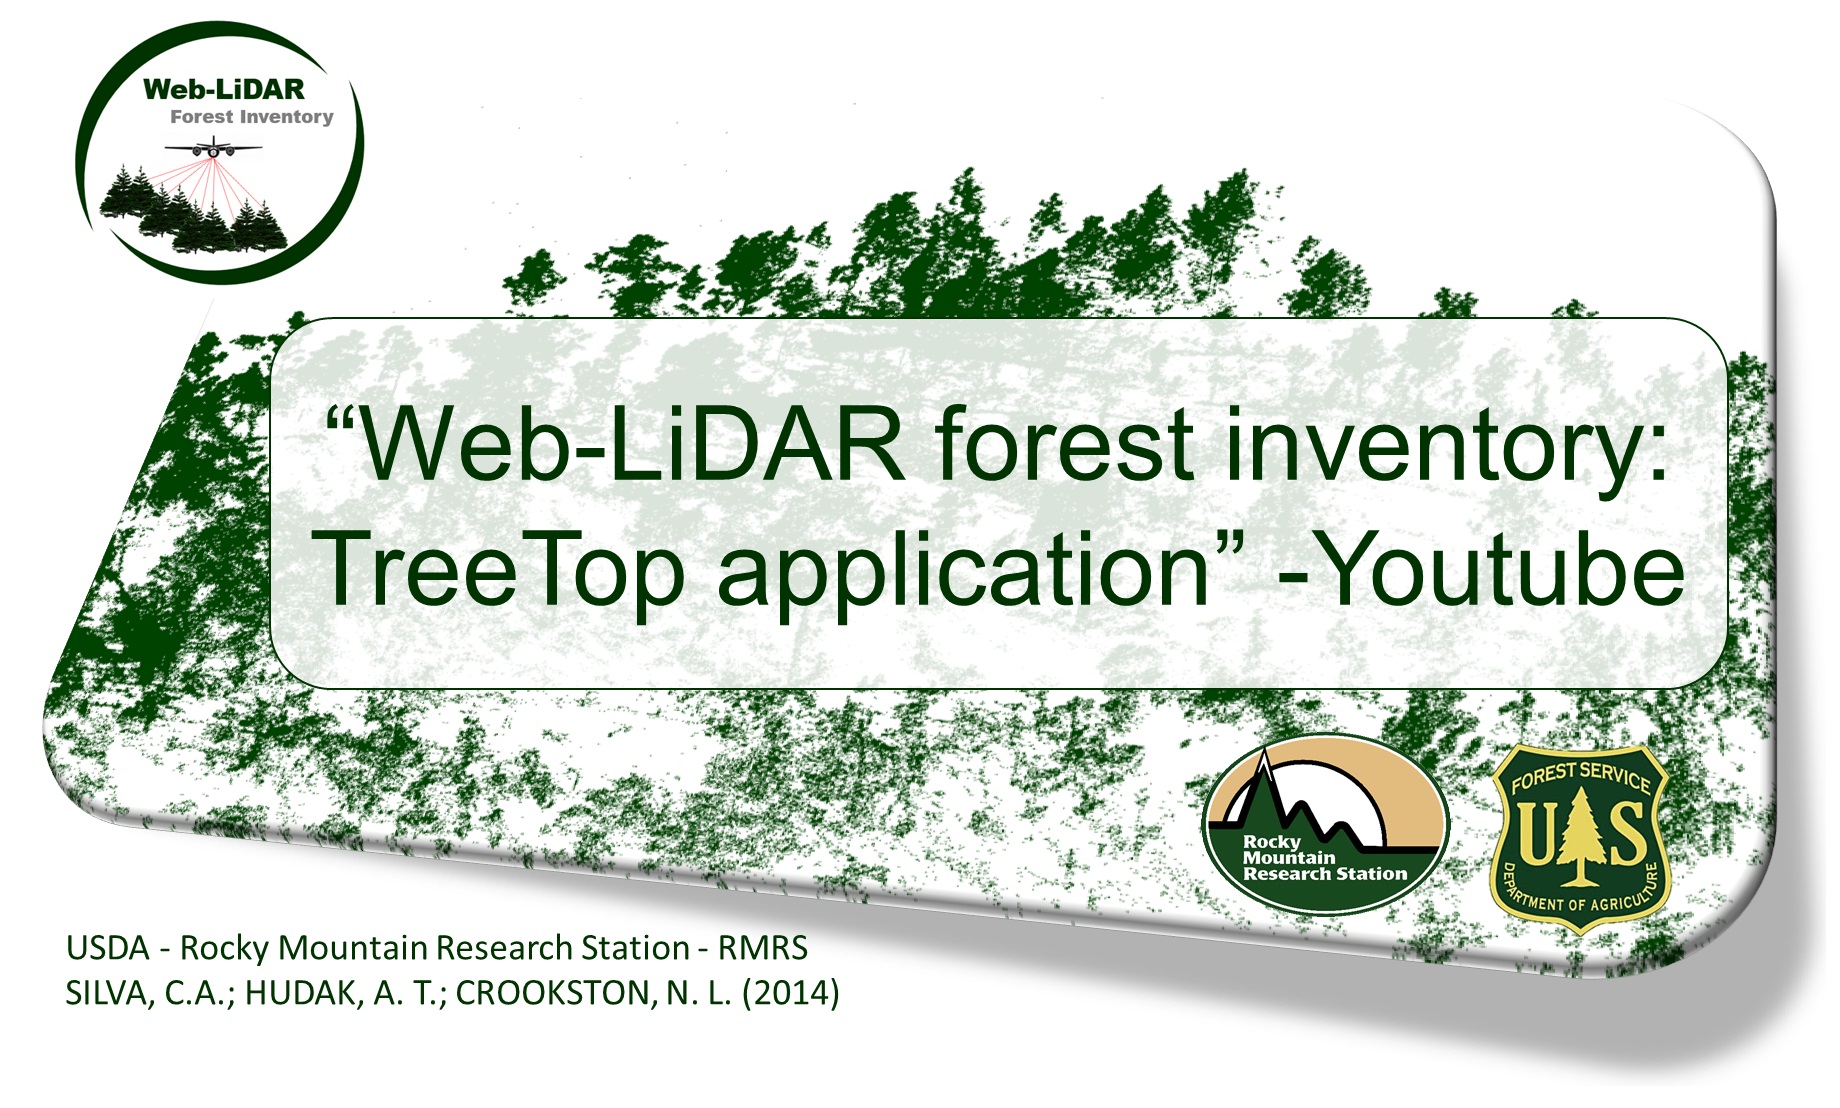 Web-LiDAR
Forest Inventory
“Web-LiDAR forest inventory:
TreeTop application” -Youtube
Rocky
Mountain
Research Station
FOREST SERVICE
U S
DEPARTMENT OF AGRICULTURE
USDA - Rocky Mountain Research Station - RMRS
SILVA, C.A.; HUDAK, A. T.; CROOKSTON, N. L. (2014)